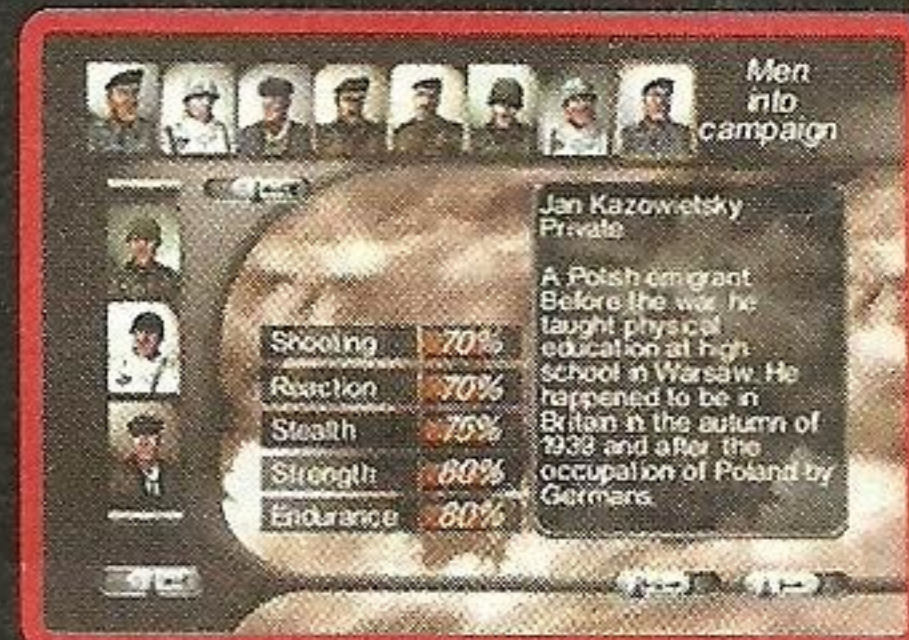 Men
into
campaign
Jan Kazowietsky
Private
A Polish emigrant.
Before the war, he
taught physical
education at high
school in Warsaw. He
happened to be in
Britain in the autumn of
1939 and after the
occupation of Poland by
Germans
Shooting 70%
Reaction 70%
Stealth 75%
Strength 80%
Endurance 80%